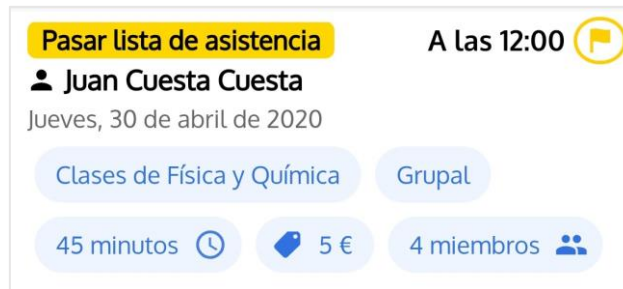 Pasar lista de asistencia A las 12:00
Juan Cuesta Cuesta
Jueves, 30 de abril de 2020
Clases de Física y Química Grupal
45 minutos 5 € 4 miembros